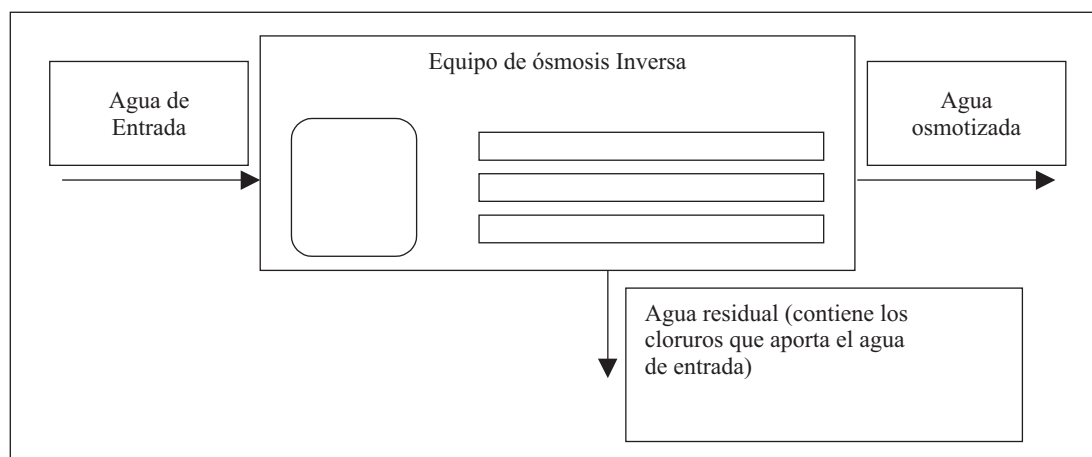 Equipo de ósmosis Inversa
Agua de
Entrada
Agua
osmotizada
Agua residual (contiene los
cloruros que aporta el agua
de entrada)